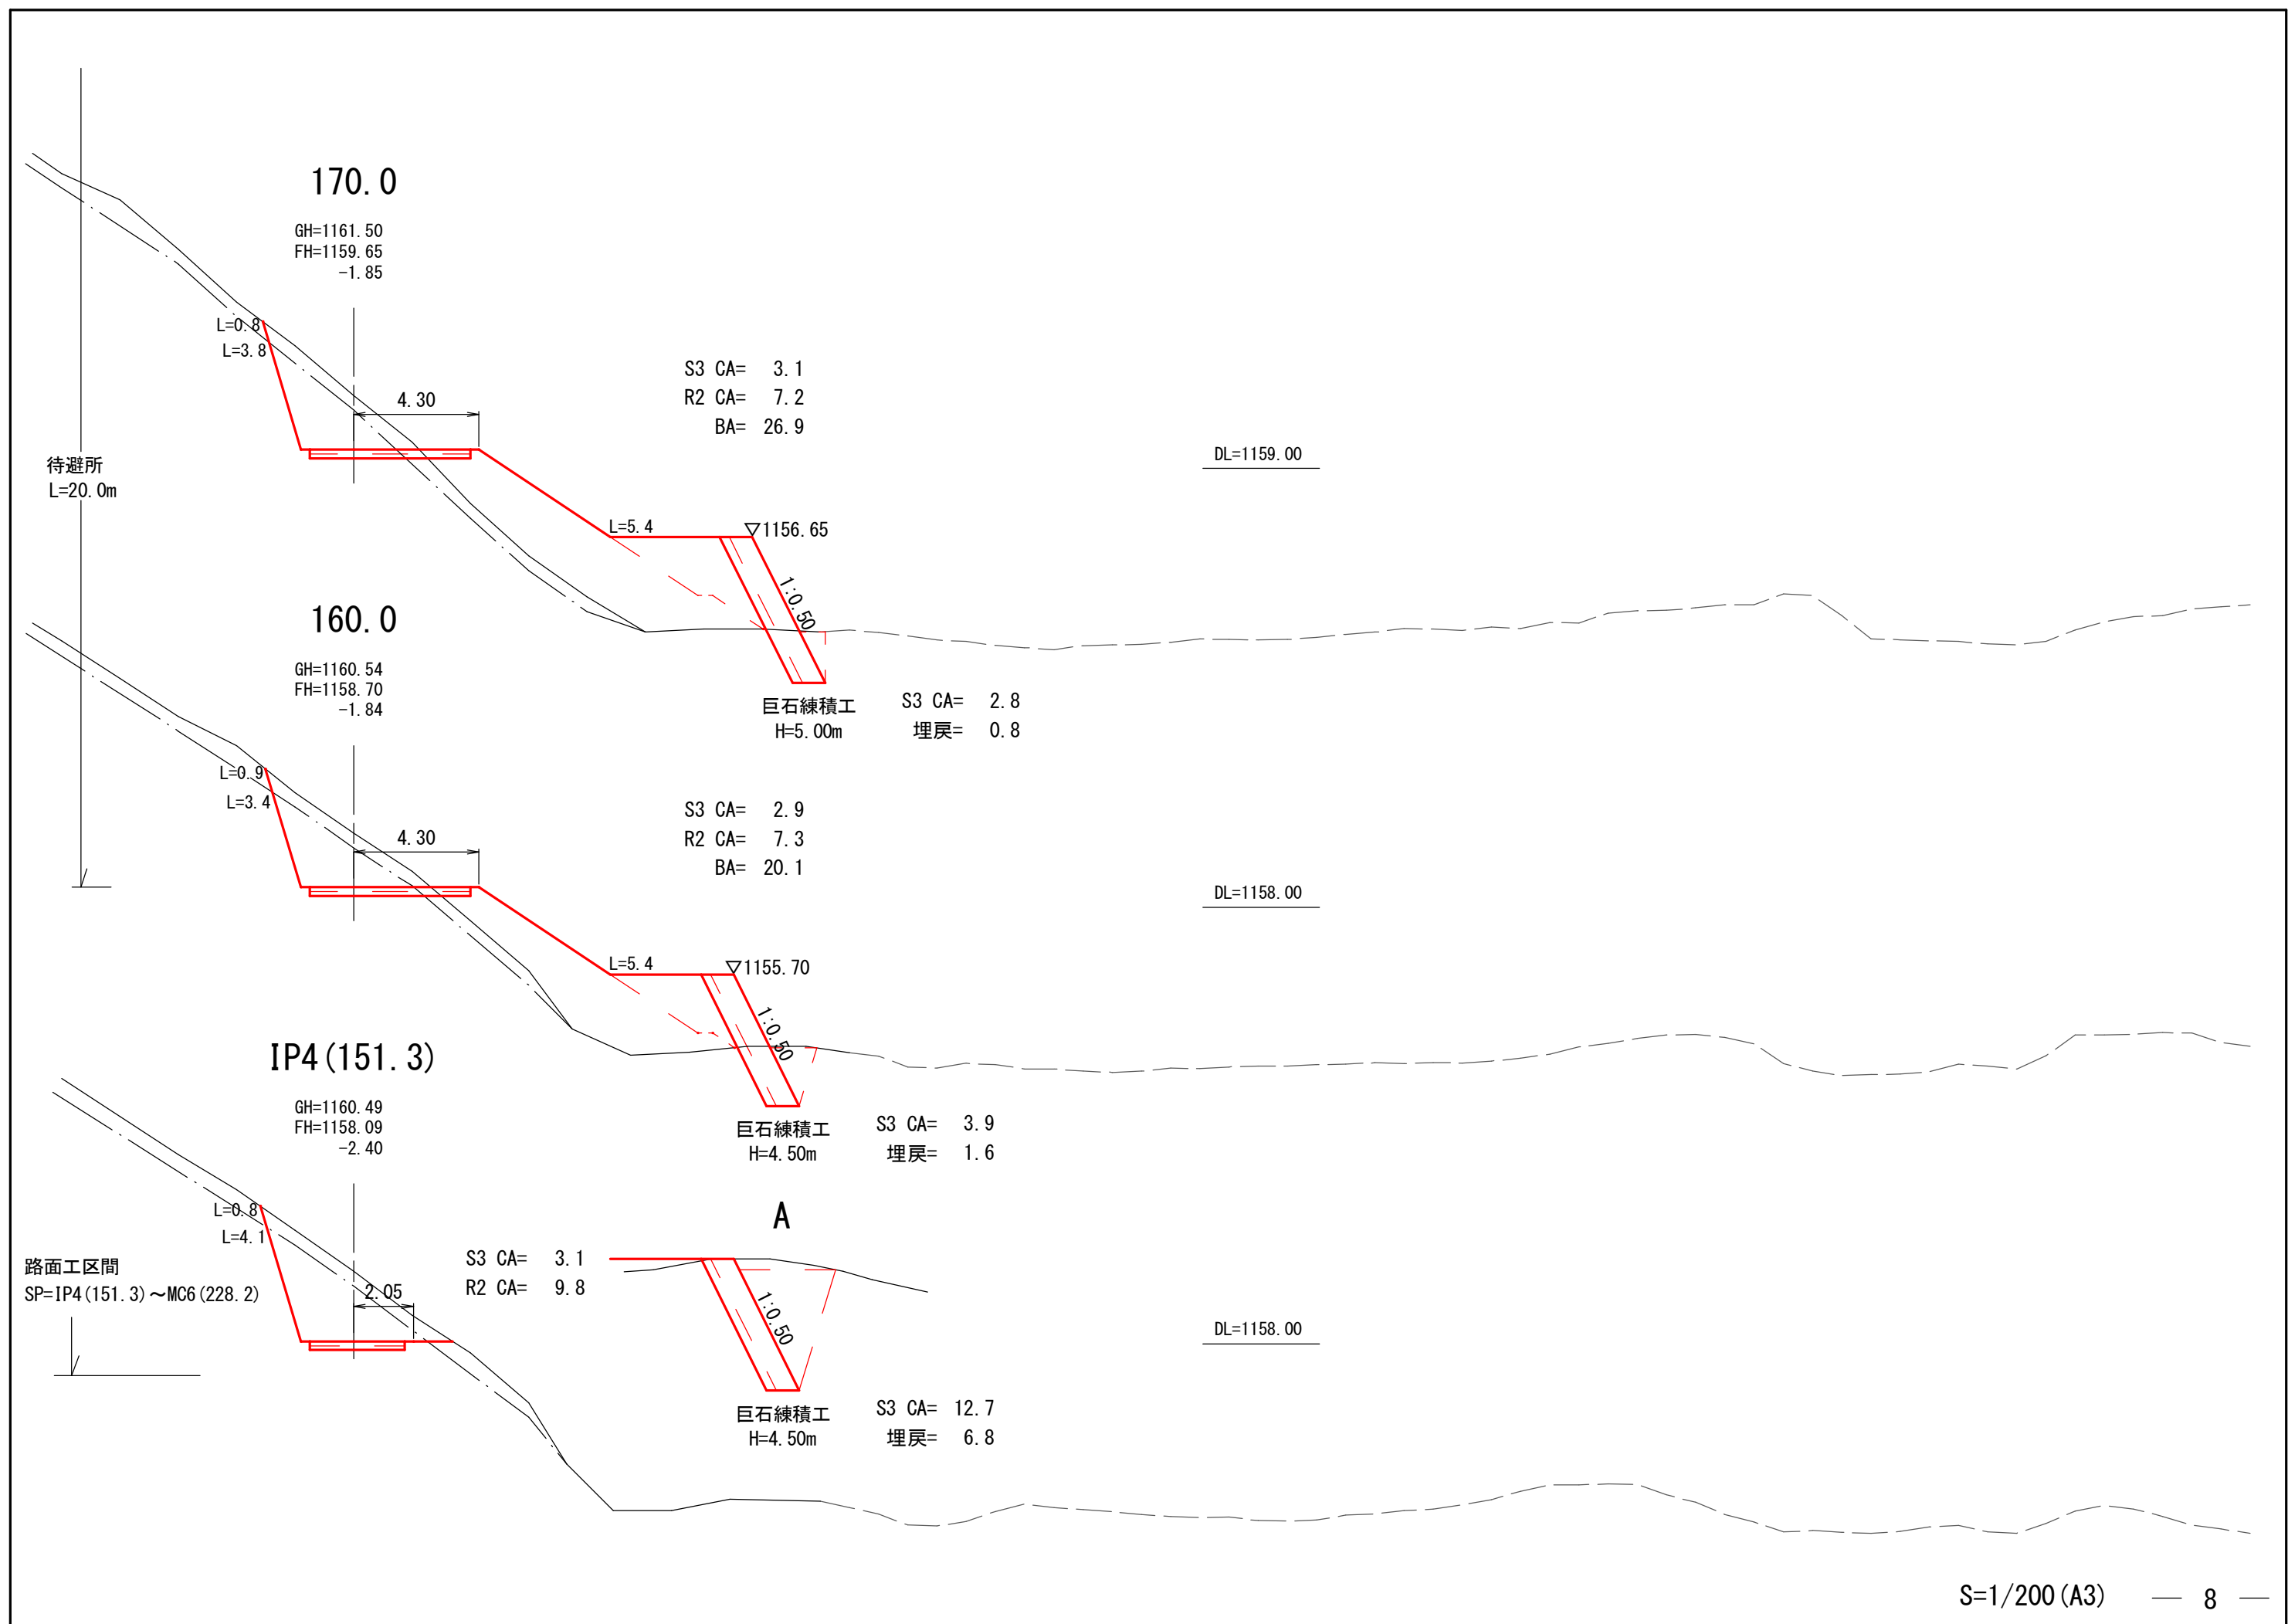 170.0
GH=1161.50
FH=1159.65
-1.85
L=0.8
L=3.8
4.30
S3 CA= 3.1
R2 CA= 7.2
BA= 26.9
DL=1159.00
待避所
L=20.0m
L=5.4
▽1156.65
1:0.50
巨石練積工
H=5.00m
S3 CA= 2.8
埋戻= 0.8
160.0
GH=1160.54
FH=1158.70
-1.84
L=0.9
L=3.4
4.30
S3 CA= 2.9
R2 CA= 7.3
BA= 20.1
DL=1158.00
L=5.4
▽1155.70
1:0.50
巨石練積工
H=4.50m
S3 CA= 3.9
埋戻= 1.6
IP4(151.3)
GH=1160.49
FH=1158.09
-2.40
L=0.8
L=4.1
2.05
S3 CA= 3.1
R2 CA= 9.8
路面工区間
SP=IP4(151.3)～MC6(228.2)
A
1:0.50
DL=1158.00
巨石練積工
H=4.50m
S3 CA= 12.7
埋戻= 6.8
S=1/200(A3) — 8 —